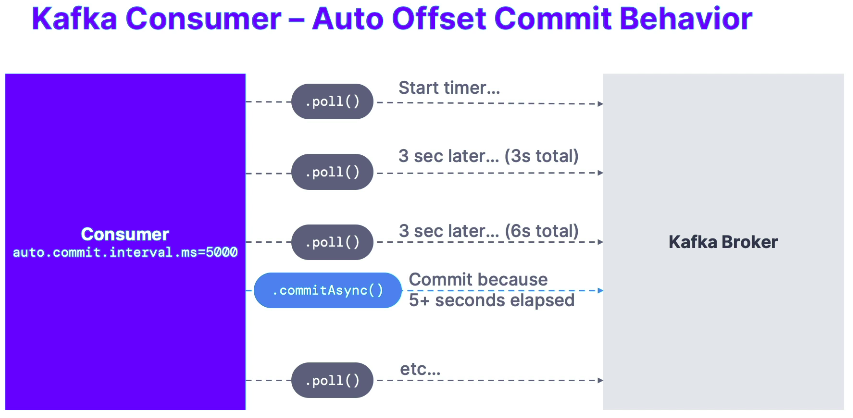 Kafka Consumer – Auto Offset Commit Behavior
.poll()
Start timer...
.poll()
3 sec later... (3s total)
Consumer
auto.commit.interval.ms=5000
.poll()
3 sec later... (6s total)
Kafka Broker
.commitAsync()
Commit because
5+ seconds elapsed
.poll()
etc...